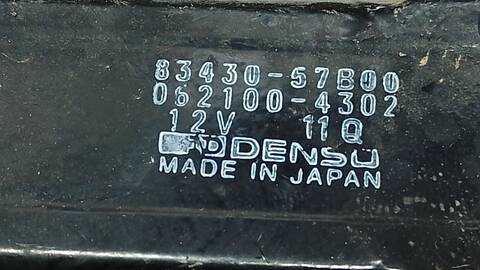 83430-57B00
062100-4302
12V 11Q
DENSO
MADE IN JAPAN